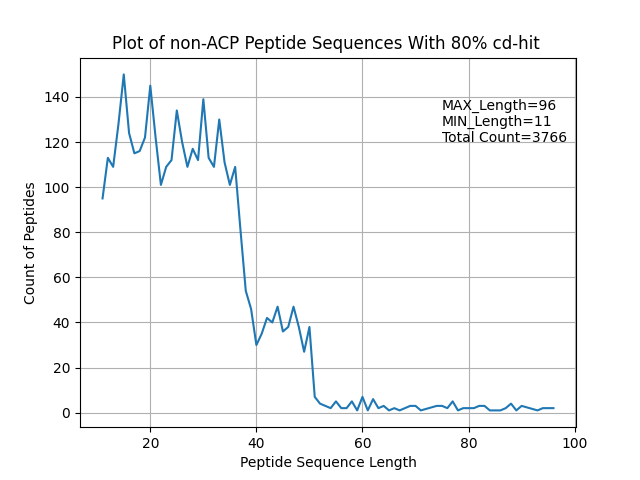 Plot of non-ACP Peptide Sequences With 80% cd-hit
MAX_Length=96
MIN_Length=11
Total Count=3766
Count of Peptides
140
120
100
80
60
40
20
0
20 40 60 80 100
Peptide Sequence Length